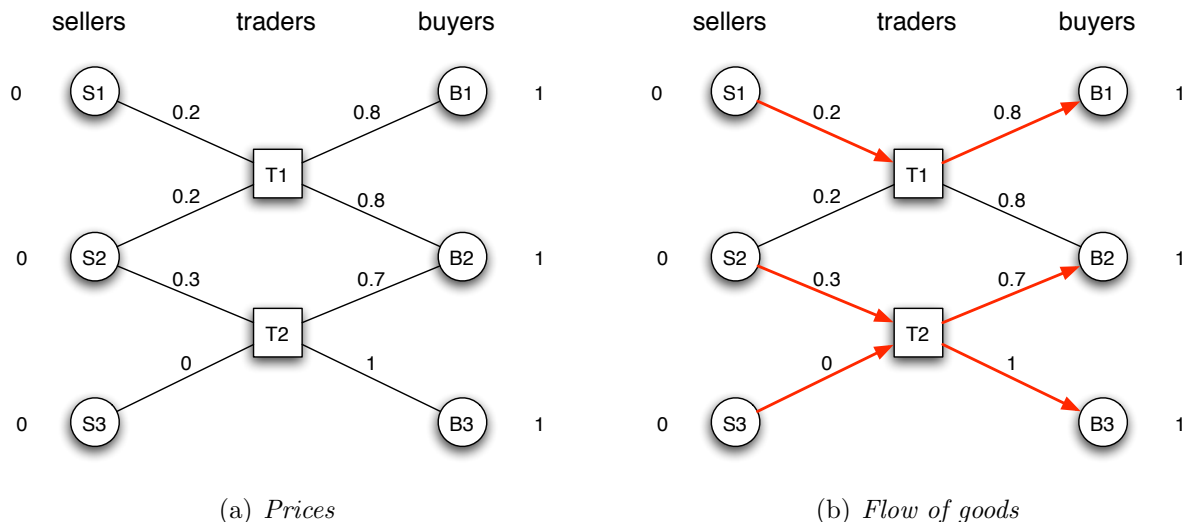 sellers traders buyers sellers traders buyers
0 S1 B1 1 0 S1 B1 1
0.2 0.8 0.2 0.8
T1 T1
0.2 0.8 0.2 0.8
0 S2 B2 1 0 S2 B2 1
0.3 0.7 0.3 0.7
T2 T2
0 1 0 1
0 S3 B3 1 0 S3 B3 1
(a) Prices (b) Flow of goods